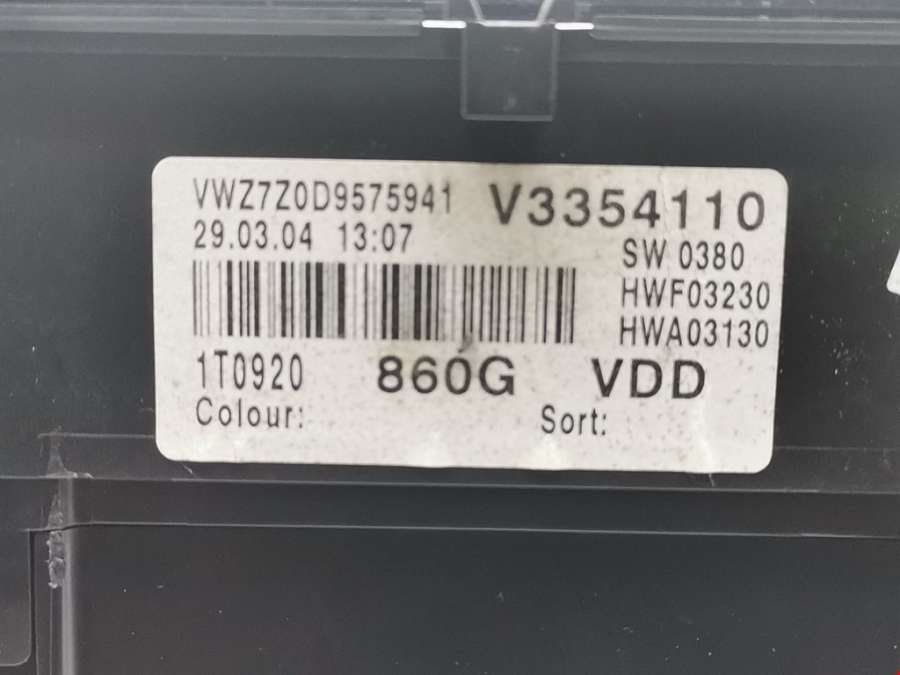 VWZ7Z0D9575941 V3354110
29.03.04 13:07 SW 0380
HWF03230
HWA03130
1T0920 860G VDD
Colour: Sort: